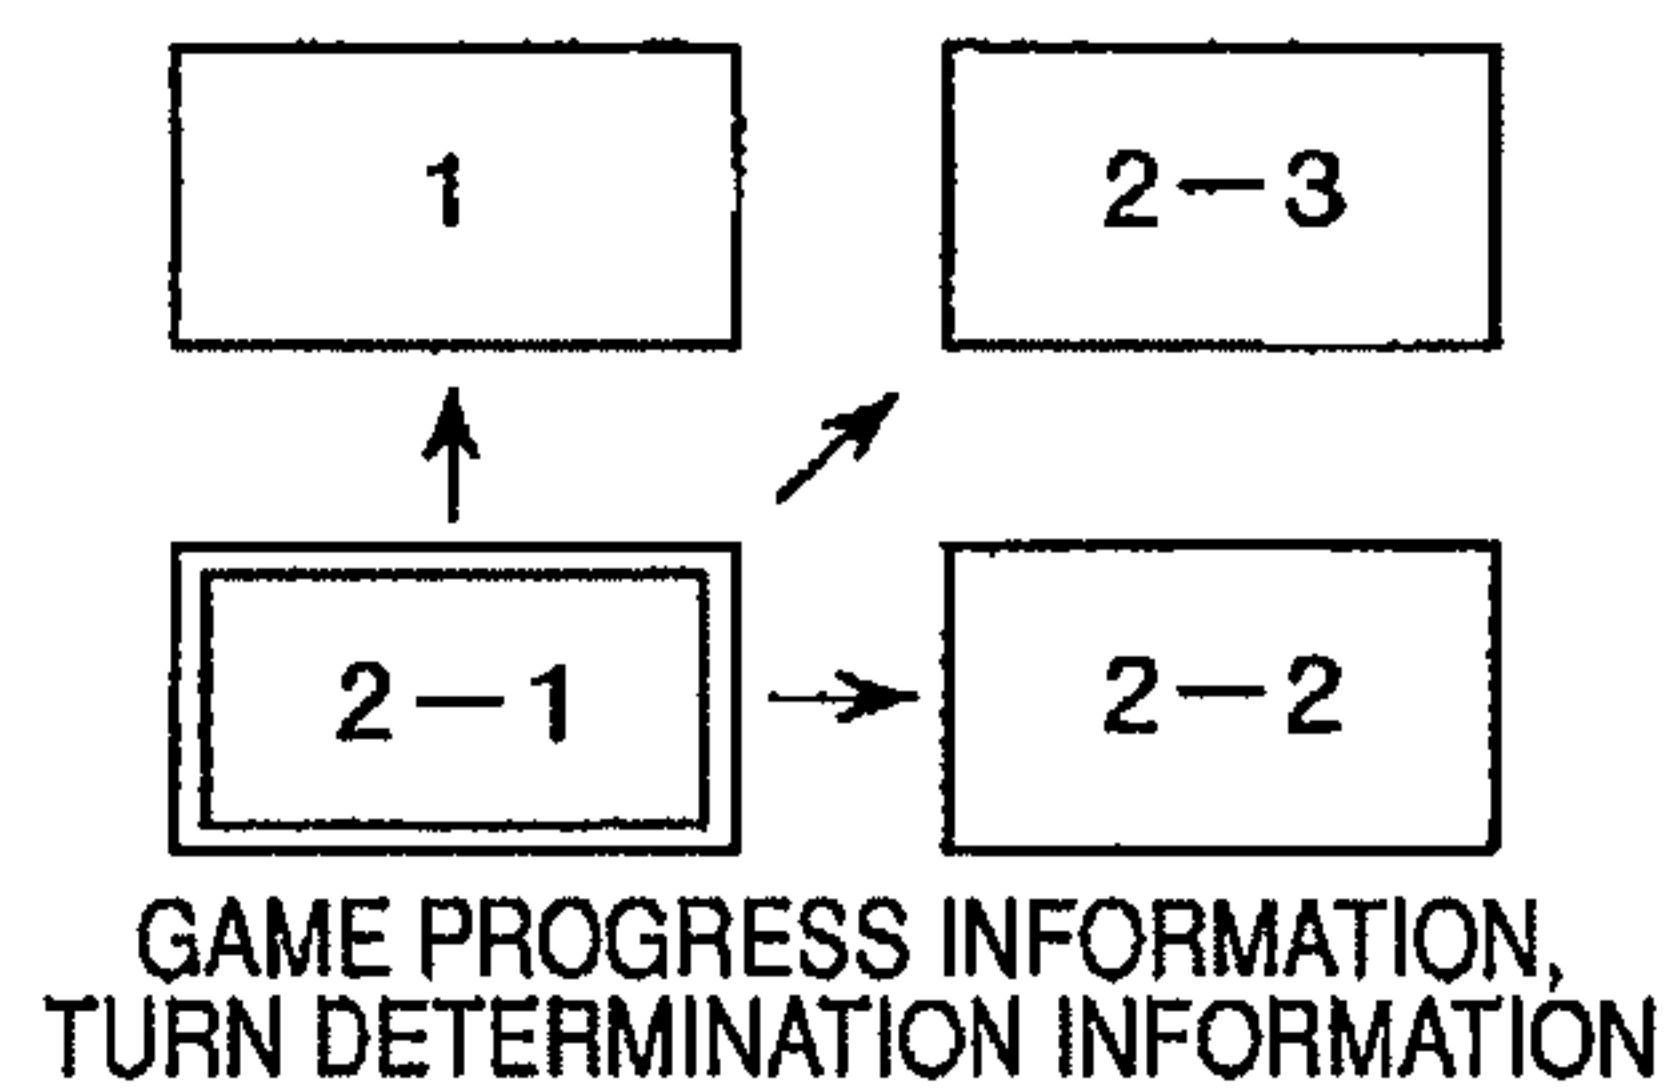 1
2-3
2-1
2-2
GAME PROGRESS INFORMATION,
TURN DETERMINATION INFORMATION